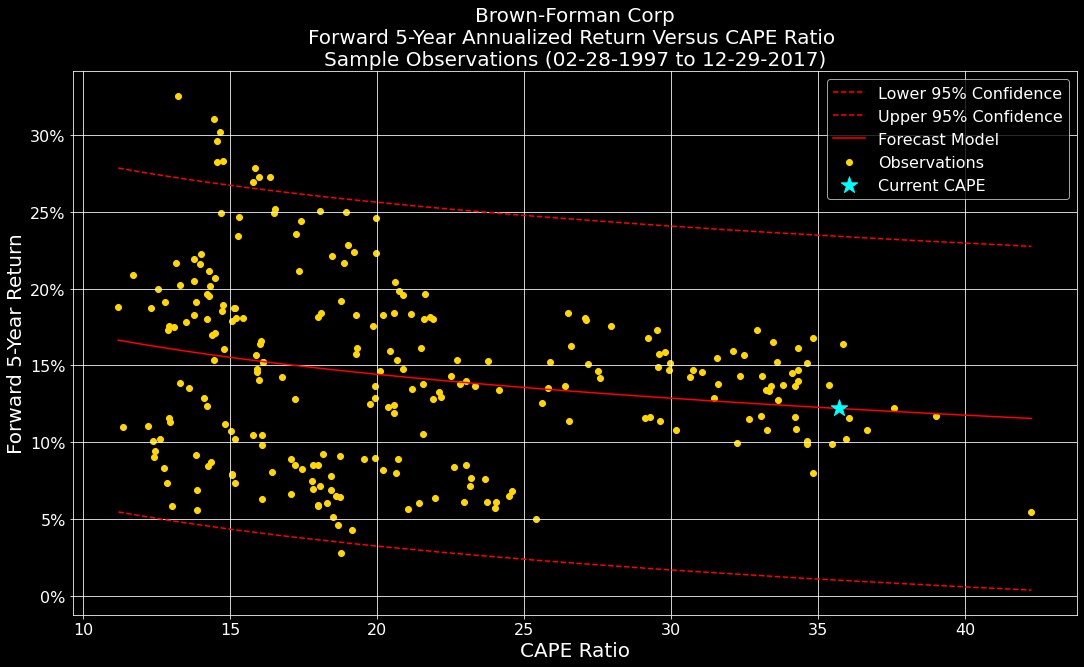 Brown-Forman Corp
Forward 5-Year Annualized Return Versus CAPE Ratio
Sample Observations (02-28-1997 to 12-29-2017)
Lower 95% Confidence
Upper 95% Confidence
Forecast Model
Observations
Current CAPE
Forward 5-Year Return
30%
25%
20%
15%
10%
5%
0%
10 15 20 25 30 35 40
CAPE Ratio